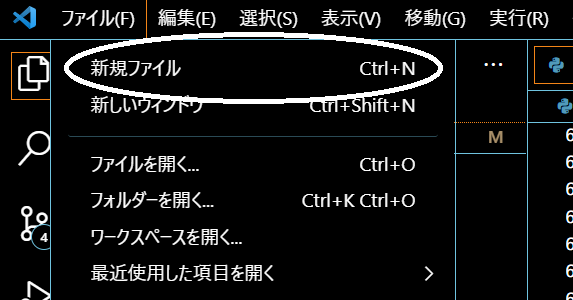 ファイル(F) 編集(E) 選択(S) 表示(V) 移動(G) 実行(R)
新規ファイル Ctrl+N
新しいウィンドウ Ctrl+Shift+N
M
ファイルを開く... Ctrl+O
フォルダーを開く... Ctrl+K Ctrl+O
ワークスペースを開く...
4
最近使用した項目を開く
6
6
6
6
6
6
6